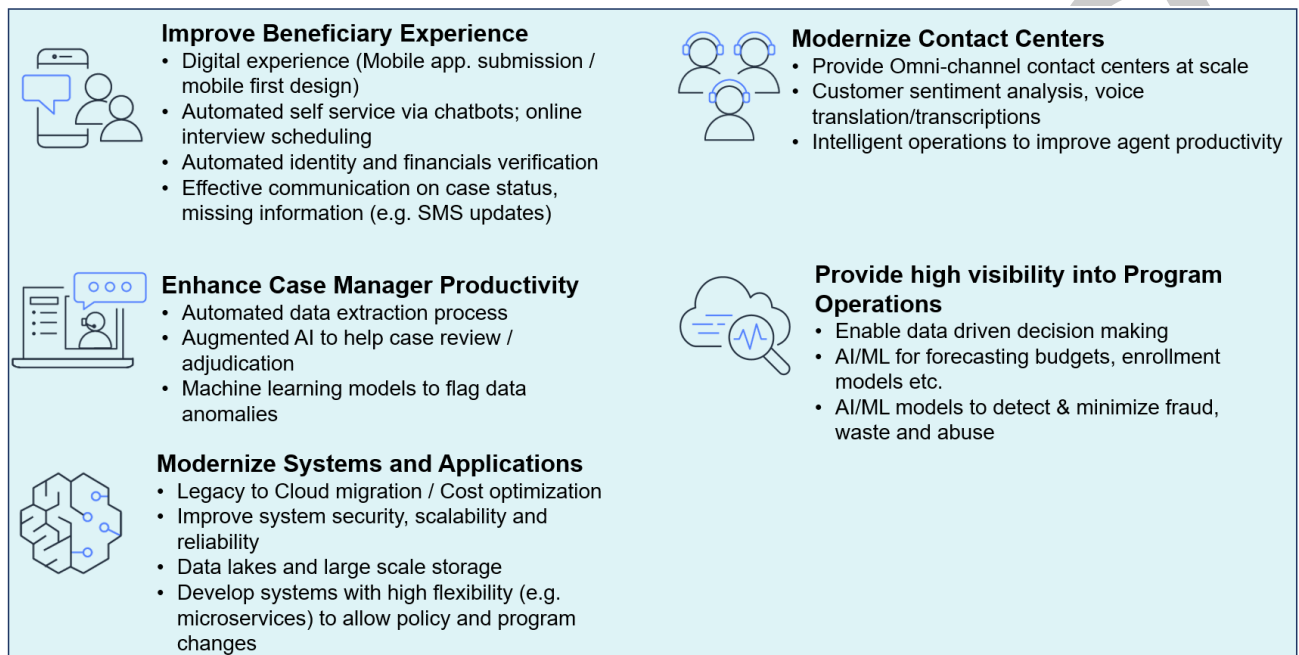 Improve Beneficiary Experience
• Digital experience (Mobile app. submission /
mobile first design)
• Automated self service via chatbots; online
interview scheduling
• Automated identity and financials verification
• Effective communication on case status,
missing information (e.g. SMS updates)
Modernize Contact Centers
• Provide Omni-channel contact centers at scale
• Customer sentiment analysis, voice
translation/transcriptions
• Intelligent operations to improve agent productivity
Enhance Case Manager Productivity
• Automated data extraction process
• Augmented AI to help case review /
adjudication
• Machine learning models to flag data
anomalies
Provide high visibility into Program
Operations
• Enable data driven decision making
• AI/ML for forecasting budgets, enrollment
models etc.
• AI/ML models to detect & minimize fraud,
waste and abuse
Modernize Systems and Applications
• Legacy to Cloud migration / Cost optimization
• Improve system security, scalability and
reliability
• Data lakes and large scale storage
• Develop systems with high flexibility (e.g.
microservices) to allow policy and program
changes